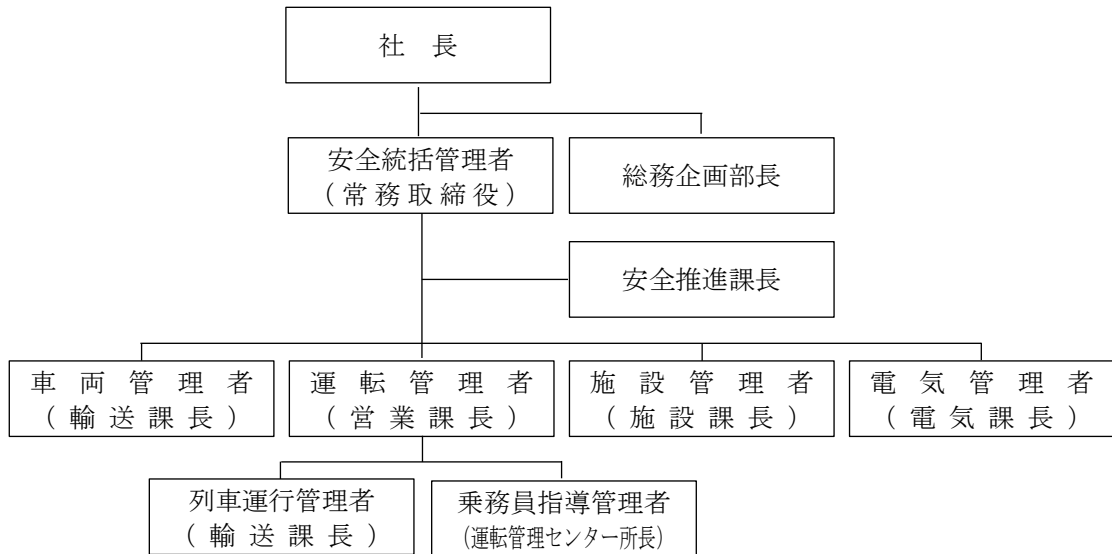 社長
安全統括管理者
(常務取締役)
総務企画部長
安全推進課長
車両管理者
(輸送課長)
運転管理者
(営業課長)
施設管理者
(施設課長)
電気管理者
(電気課長)
列車運行管理者
(輸送課長)
乗務員指導管理者
(運転管理センター所長)